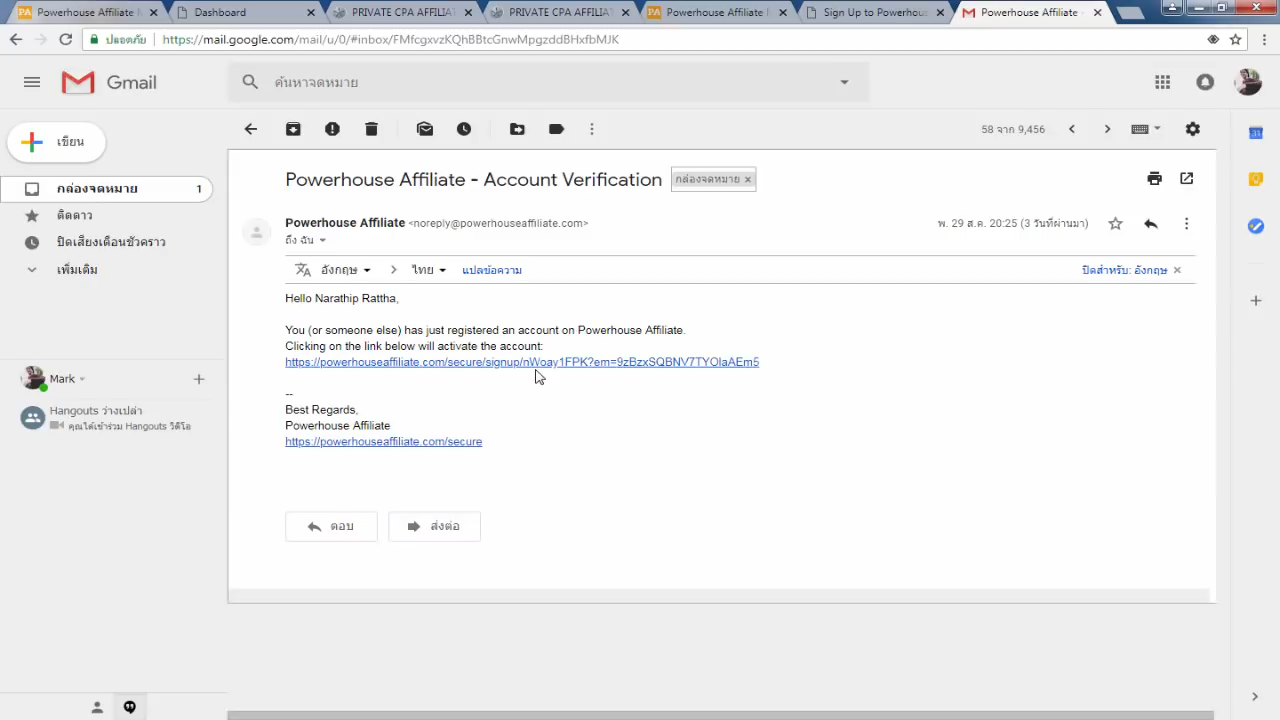 Powerhouse Affiliate
Dashboard
PRIVATE CPA AFFILIAT
PRIVATE CPA AFFILIAT
Powerhouse Affiliate
Sign Up to Powerhous
Powerhouse Affiliate -
ปลอดภัย https://mail.google.com/mail/u/0/#inbox/FMfcgxvzKQhBBtcGnwMpgzddBHxfbMJK
Gmail
ค้นหาจดหมาย
เขียน
58 จาก 9,456
กล่องจดหมาย 1
ติดดาว
ปิดเสียงเตือนชั่วคราว
เพิ่มเติม
Mark
Hangouts ว่างเปล่า
คุณได้เข้าร่วม Hangouts วิดีโอ
Powerhouse Affiliate - Account Verification กล่องจดหมาย
Powerhouse Affiliate <noreply@powerhouseaffiliate.com> พ. 29 ส.ค. 20:25 (3 วันที่ผ่านมา)
ถึง ฉัน
อังกฤษ ไทย แปลข้อความ ปิดสำหรับ: อังกฤษ
Hello Narathip Rattha,
You (or someone else) has just registered an account on Powerhouse Affiliate.
Clicking on the link below will activate the account:
https://powerhouseaffiliate.com/secure/signup/nWoay1FPK?em=9zBzxSQBNV7TYOlaAEm5
--
Best Regards,
Powerhouse Affiliate
https://powerhouseaffiliate.com/secure
ตอบ
ส่งต่อ